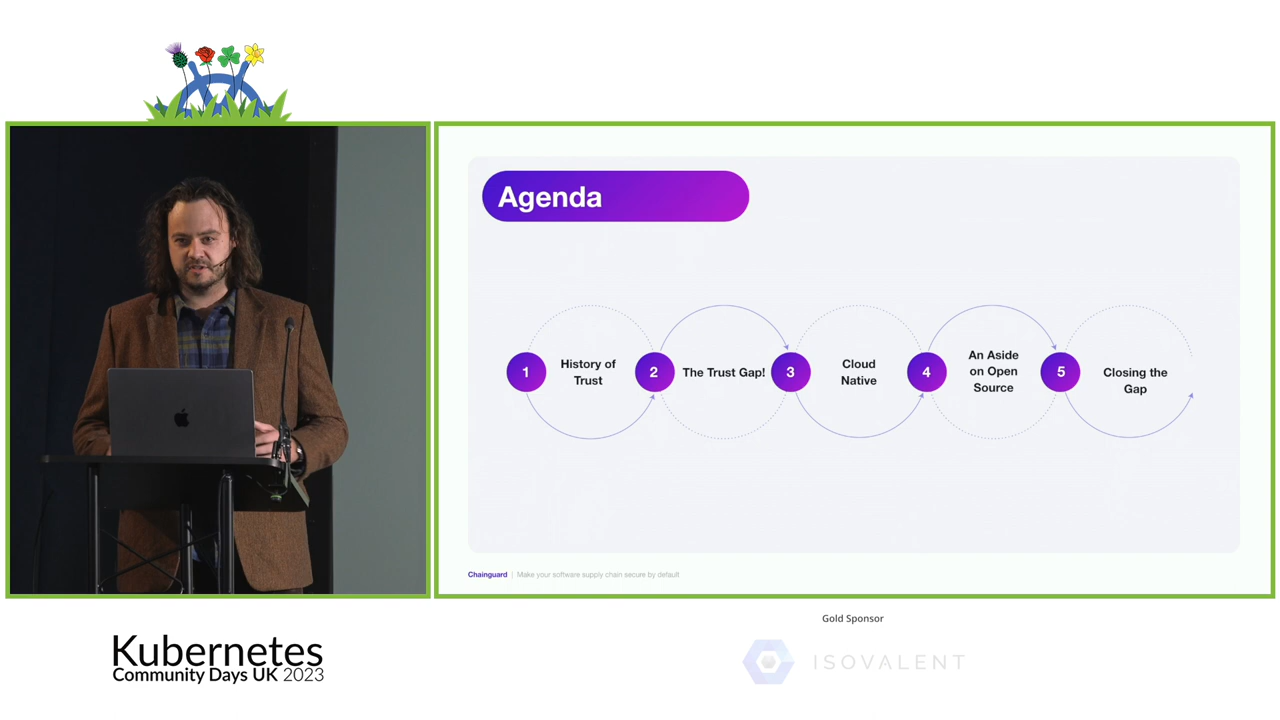 Agenda
1
History of
Trust
2
The Trust Gap!
3
Cloud
Native
4
An Aside
on Open
Source
5
Closing the
Gap
Chainguard | Make your software supply chain secure by default
Kubernetes
Community Days UK 2023
Gold Sponsor
ISOVALENT